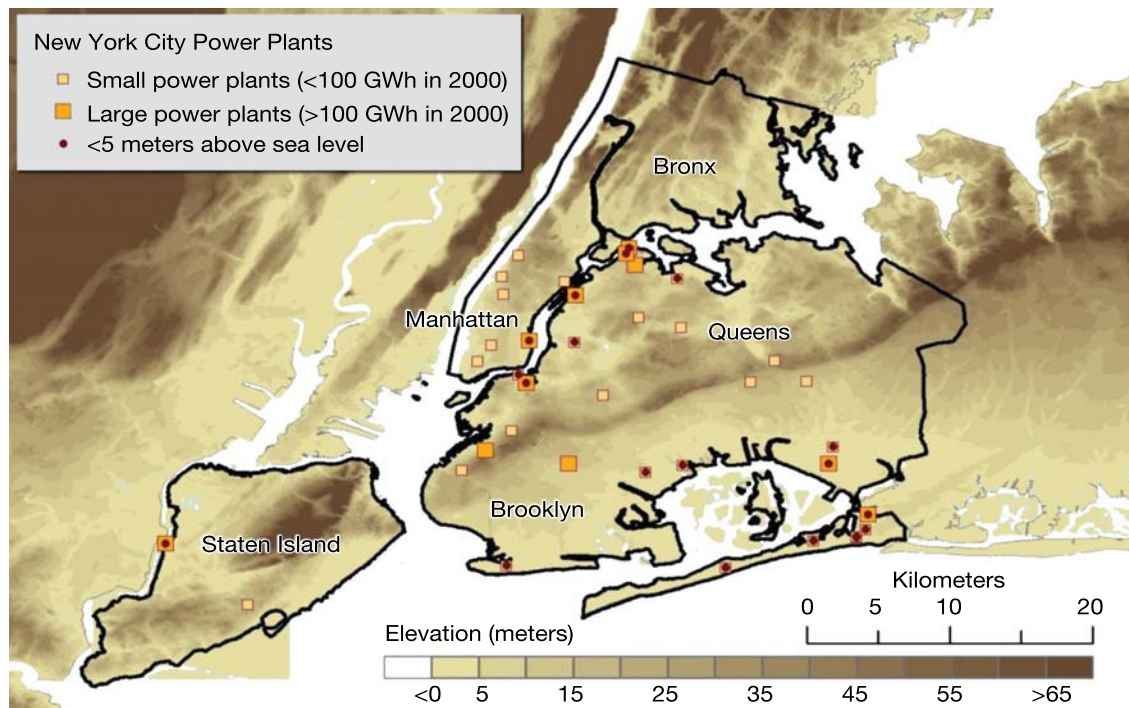 New York City Power Plants
Small power plants (<100 GWh in 2000)
Large power plants (>100 GWh in 2000)
<5 meters above sea level
Bronx
Manhattan
Queens
Brooklyn
Staten Island
Kilometers
0 5 10 20
Elevation (meters)
<0 5 15 25 35 45 55 >65